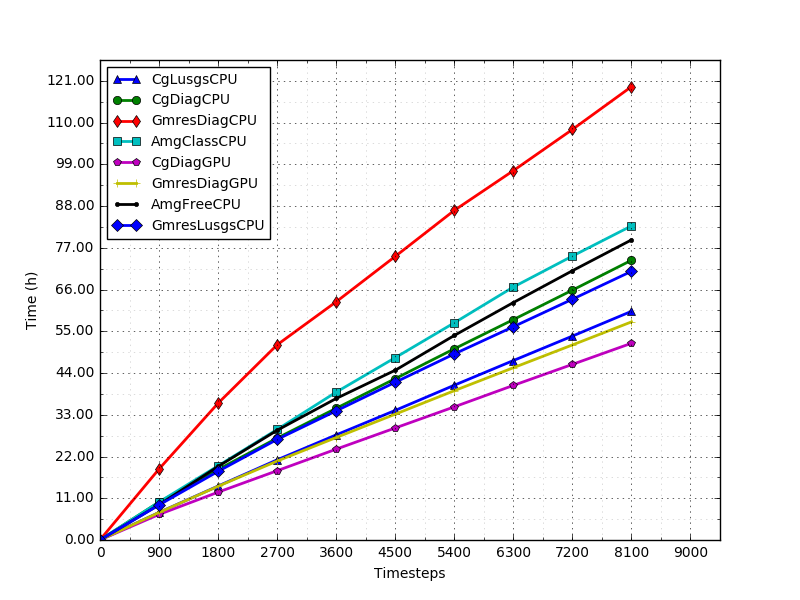 CgLusgsCPU
CgDiagCPU
GmresDiagCPU
AmgClassCPU
CgDiagGPU
GmresDiagGPU
AmgFreeCPU
GmresLusgsCPU
121.00
110.00
99.00
88.00
77.00
66.00
55.00
44.00
33.00
22.00
11.00
0.00
Time (h)
0 900 1800 2700 3600 4500 5400 6300 7200 8100 9000
Timesteps